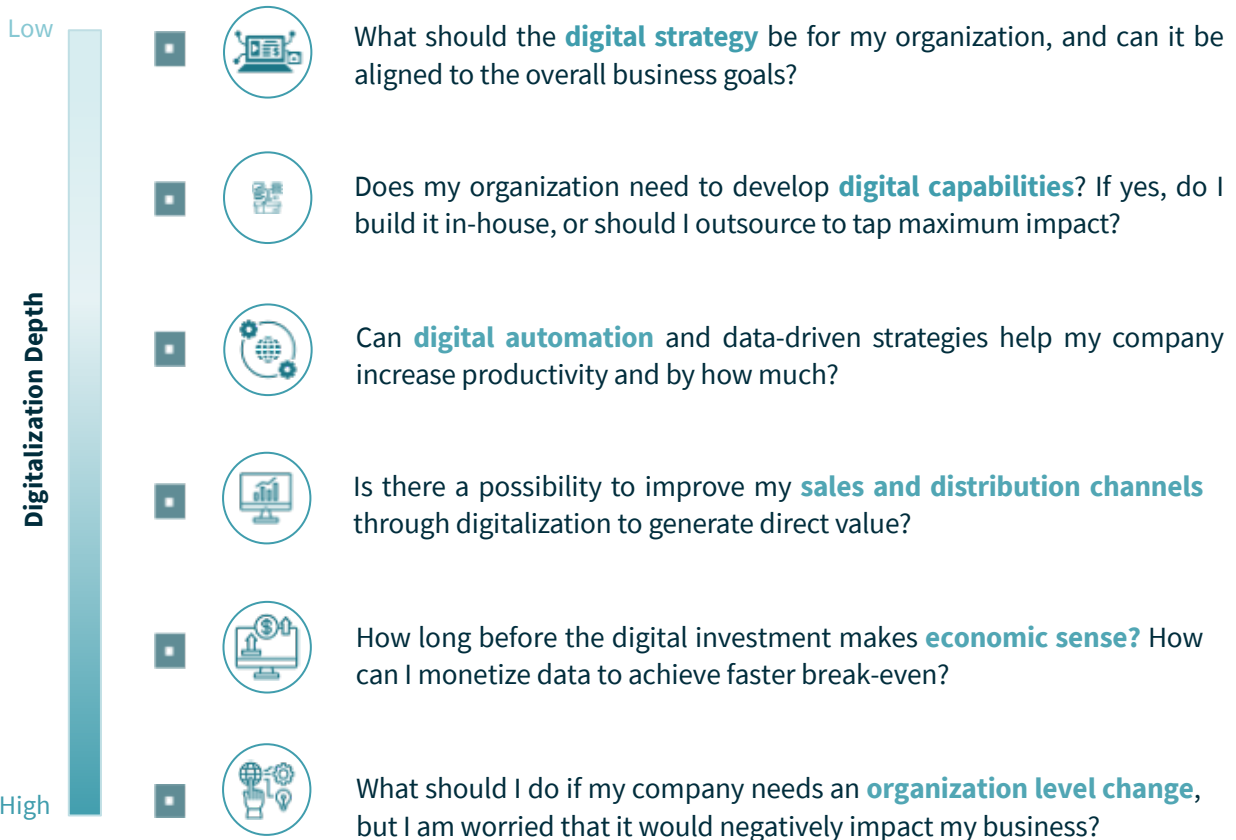 Low
What should the digital strategy be for my organization, and can it be
aligned to the overall business goals?
Does my organization need to develop digital capabilities? If yes, do I
build it in-house, or should I outsource to tap maximum impact?
Digitalization Depth
Can digital automation and data-driven strategies help my company
increase productivity and by how much?
Is there a possibility to improve my sales and distribution channels
through digitalization to generate direct value?
How long before the digital investment makes economic sense? How
can I monetize data to achieve faster break-even?
High
What should I do if my company needs an organization level change,
but I am worried that it would negatively impact my business?